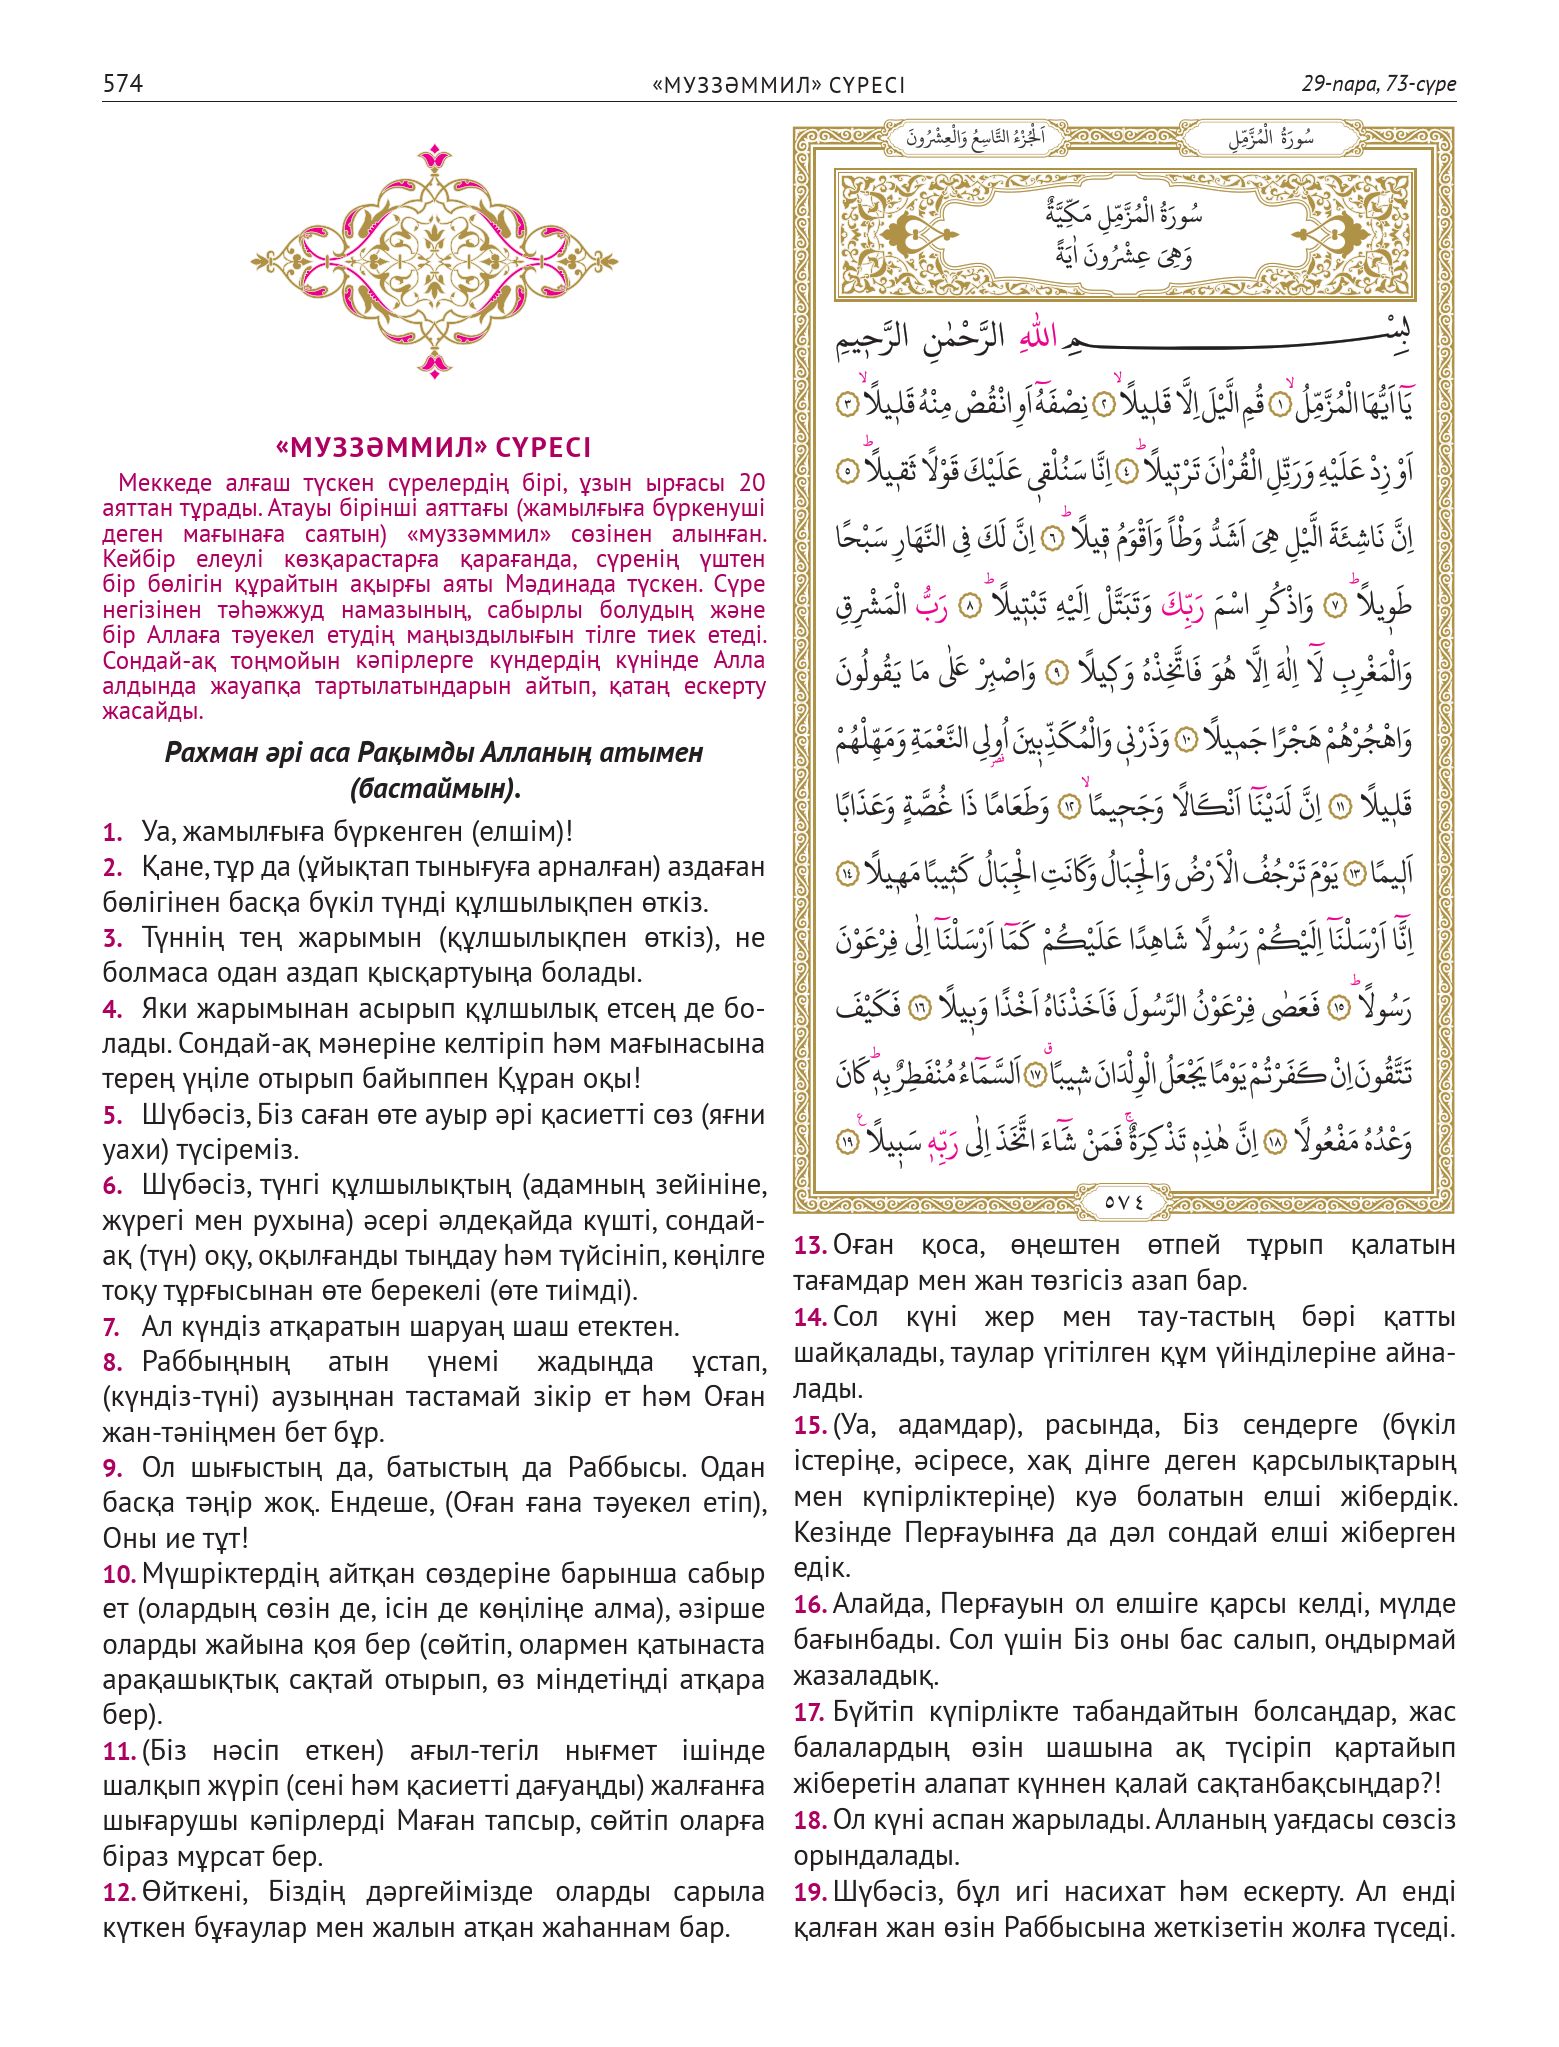 574
«МУЗЗӘММИЛ» СҮРЕСІ
29-пара, 73-сүре
«МУЗЗӘММИЛ» СҮРЕСІ
Меккеде алғаш түскен сүрелердің бірі, ұзын ырғасы 20
аяттан тұрады. Атауы бірінші аяттағы (жамылғыға бүркенуші
деген мағынаға саятын) «муззәммил» сөзінен алынған.
Кейбір елеулі көзқарастарға қарағанда, сүренің үштен
бір бөлігін құрайтын ақырғы аяты Мәдинада түскен. Сүре
негізінен тәһәжжуд намазының, сабырлы болудың және
бір Аллаға тәуекел етудің маңыздылығын тілге тиек етеді.
Сондай-ақ тоңмойын кәпірлерге күндердің күнінде Алла
алдында жауапқа тартылатындарын айтып, қатаң ескерту
жасайды.
Рахман әрі аса Рақымды Алланың атымен
(бастаймын).
1. Уа, жамылғыға бүркенген (елшім)!
2. Қане, тұр да (ұйықтап тынығуға арналған) аздаған
бөлігінен басқа бүкіл түнді құлшылықпен өткіз.
3. Түннің тең жарымын (құлшылықпен өткіз), не
болмаса одан аздап қысқартуыңа болады.
4. Яки жарымынан асырып құлшылық етсең де бо-
лады. Сондай-ақ мәнеріне келтіріп һәм мағынасына
терең үңіле отырып байыппен Құран оқы!
5. Шүбәсіз, Біз саған өте ауыр әрі қасиетті сөз (яғни
уахи) түсіреміз.
6. Шүбәсіз, түнгі құлшылықтың (адамның зейініне,
жүрегі мен рухына) әсері әлдеқайда күшті, сондай-
ақ (түн) оқу, оқылғанды тыңдау һәм түйсініп, көңілге
тоқу тұрғысынан өте берекелі (өте тиімді).
7. Ал күндіз атқаратын шаруаң шаш етектен.
8. Раббыңның атын үнемі жадыңда ұстап,
(күндіз-түні) аузыңнан тастамай зікір ет һәм Оған
жан-тәніңмен бет бұр.
9. Ол шығыстың да, батыстың да Раббысы. Одан
басқа тәңір жоқ. Ендеше, (Оған ғана тәуекел етіп),
Оны ие тұт!
10. Мүшріктердің айтқан сөздеріне барынша сабыр
ет (олардың сөзін де, ісін де көңіліңе алма), әзірше
оларды жайына қоя бер (сөйтіп, олармен қатынаста
арақашықтық сақтай отырып, өз міндетіңді атқара
бер).
11. (Біз нәсіп еткен) ағыл-тегіл нығмет ішінде
шалқып жүріп (сені һәм қасиетті дағуаңды) жалғанға
шығарушы кәпірлерді Маған тапсыр, сөйтіп оларға
біраз мұрсат бер.
12. Өйткені, Біздің дәргейімізде оларды сарыла
күткен бұғаулар мен жалын атқан жаһаннам бар.
سُورَةُ الْمُزَّمِّلِ
اَلْجُزْءُ التَّاسِعُ وَالْعِشْرُونَ
سُورَةُ الْمُزَّمِّلِ مَكِّيَّةٌ
وَهِيَ عِشْرُونَ اٰيَةً
بِسْمِ اللّٰهِ الرَّحْمٰنِ الرَّحٖيمِ
يَٓا اَيُّهَا الْمُزَّمِّلُۙ ١ قُمِ الَّيْلَ اِلَّا قَلٖيلًاۙ ٢ نِصْفَهُٓ اَوِ انْقُصْ مِنْهُ قَلٖيلًاۙ ٣
اَوْ زِدْ عَلَيْهِ وَرَتِّلِ الْقُرْاٰنَ تَرْتٖيلًاؕ ٤ اِنَّا سَنُلْقٖي عَلَيْكَ قَوْلًا ثَقٖيلًاؕ ٥
اِنَّ نَاشِئَةَ الَّيْلِ هِيَ اَشَدُّ وَطْـًٔا وَاَقْوَمُ قٖيلًاؕ ٦ اِنَّ لَكَ فِي النَّهَارِ سَبْحًا
طَوٖيلًاؕ ٧ وَاذْكُرِ اسْمَ رَبِّكَ وَتَبَتَّلْ اِلَيْهِ تَبْتٖيلًاؕ ٨ رَبُّ الْمَشْرِقِ
وَالْمَغْرِبِ لَٓا اِلٰهَ اِلَّا هُوَ فَاتَّخِذْهُ وَكٖيلًا ٩ وَاصْبِرْ عَلٰى مَا يَقُولُونَ
وَاهْجُرْهُمْ هَجْرًا جَمٖيلًا ١٠ وَذَرْنٖي وَالْمُكَذِّبٖينَ اُولِي النَّعْمَةِ وَمَهِّلْهُمْ
قَلٖيلًا ١١ اِنَّ لَدَيْنَٓا اَنْكَالًا وَجَحٖيمًاۙ ١٢ وَطَعَامًا ذَا غُصَّةٍ وَعَذَابًا
اَلٖيمًا ١٣ يَوْمَ تَرْجُفُ الْاَرْضُ وَالْجِبَالُ وَكَانَتِ الْجِبَالُ كَثٖيبًا مَهٖيلًا ١٤
اِنَّٓا اَرْسَلْنَٓا اِلَيْكُمْ رَسُولًا شَاهِدًا عَلَيْكُمْ كَمَٓا اَرْسَلْنَٓا اِلٰى فِرْعَوْنَ
رَسُولًاؕ ١٥ فَعَصٰى فِرْعَوْنُ الرَّسُولَ فَاَخَذْنَاهُ اَخْذًا وَبٖيلًا ١٦ فَكَيْفَ
تَتَّقُونَ اِنْ كَفَرْتُمْ يَوْمًا يَجْعَلُ الْوِلْدَانَ شٖيبًاۗ ١٧ اَلسَّمَٓاءُ مُنْفَطِرٌ بِهٖؕ كَانَ
وَعْدُهُ مَفْعُولًا ١٨ اِنَّ هٰذِهٖ تَذْكِرَةٌۚ فَمَنْ شَٓاءَ اتَّخَذَ اِلٰى رَبِّهٖ سَبٖيلًا ١٩
٥٧٤
13. Оған қоса, өңештен өтпей тұрып қалатын
тағамдар мен жан төзгісіз азап бар.
14. Сол күні жер мен тау-тастың бәрі қатты
шайқалады, таулар үгітілген құм үйінділеріне айна-
лады.
15. (Уа, адамдар), расында, Біз сендерге (бүкіл
істеріңе, әсіресе, хақ дінге деген қарсылықтарың
мен күпірліктеріңе) куә болатын елші жібердік.
Кезінде Перғауынға да дәл сондай елші жіберген
едік.
16. Алайда, Перғауын ол елшіге қарсы келді, мүлде
бағынбады. Сол үшін Біз оны бас салып, оңдырмай
жазаладық.
17. Бүйтіп күпірлікте табандайтын болсаңдар, жас
балалардың өзін шашына ақ түсіріп қартайып
жіберетін алапат күннен қалай сақтанбақсыңдар?!
18. Ол күні аспан жарылады. Алланың уағдасы сөзсіз
орындалады.
19. Шүбәсіз, бұл игі насихат һәм ескерту. Ал енді
қалған жан өзін Раббысына жеткізетін жолға түседі.